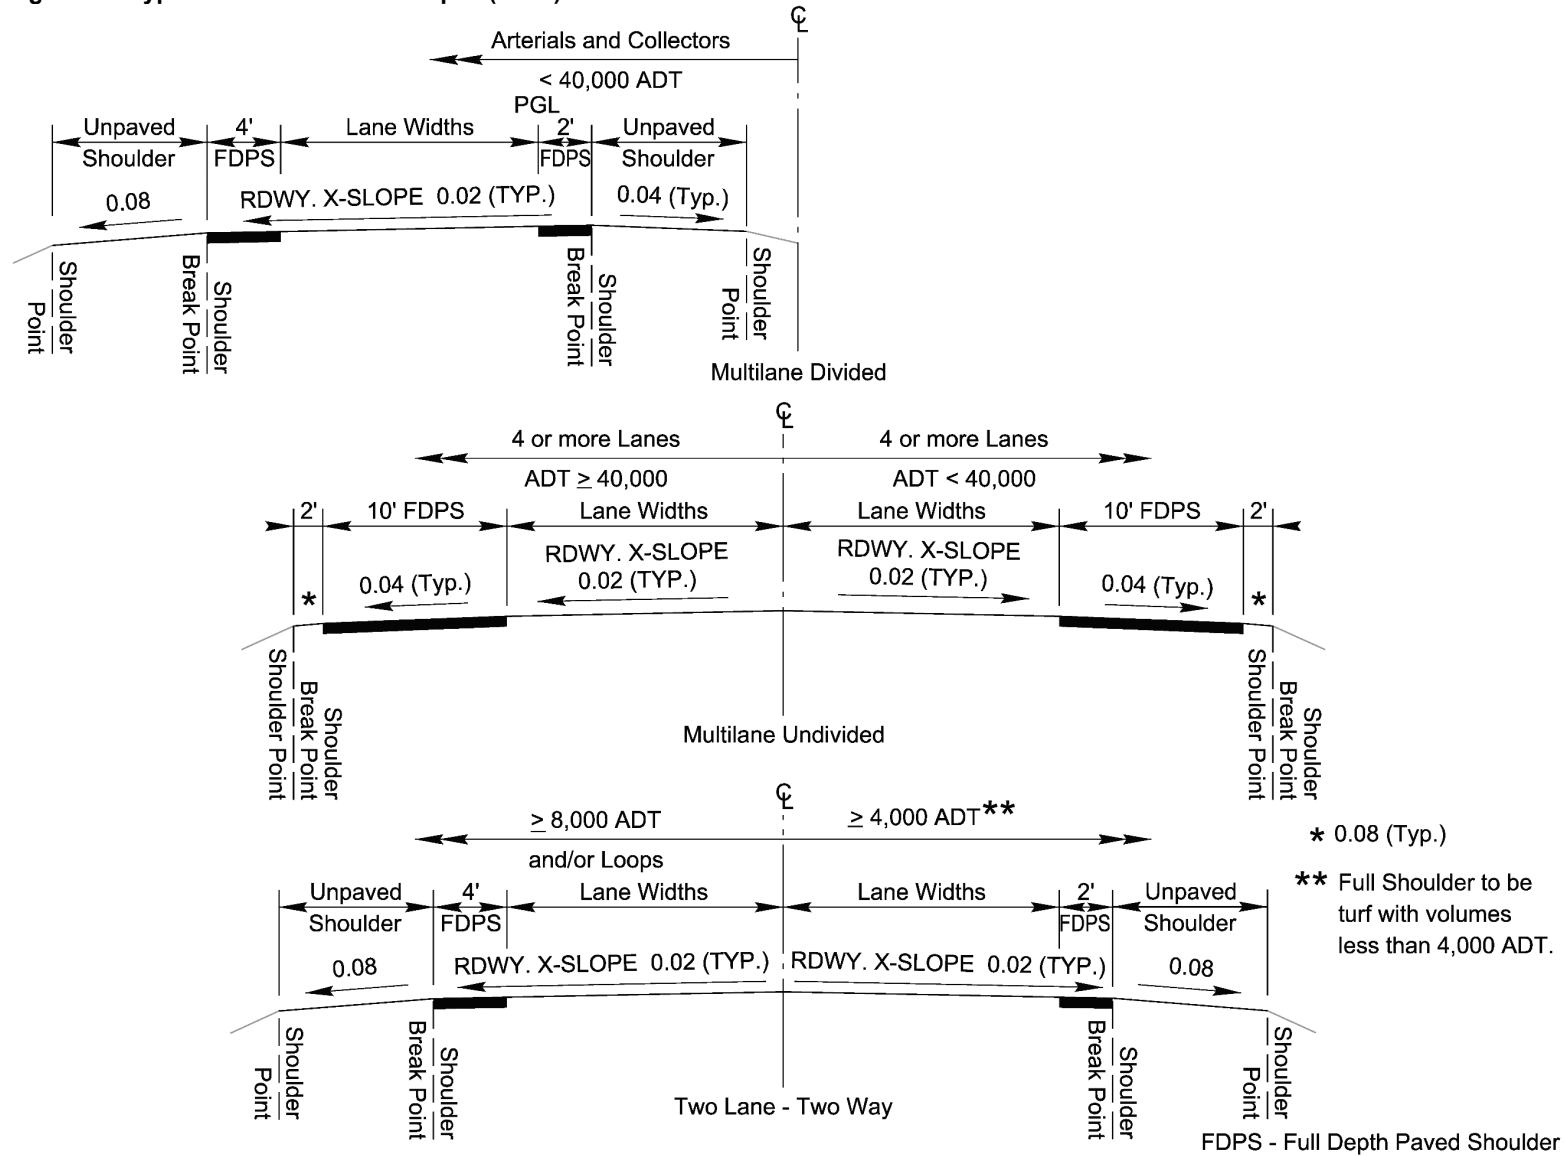 ℄
Arterials and Collectors
< 40,000 ADT
PGL
Unpaved
Shoulder
4'
FDPS
Lane Widths
2'
FDPS
Unpaved
Shoulder
0.08
RDWY. X-SLOPE 0.02 (TYP.)
0.04 (Typ.)
Shoulder
Point
Shoulder
Break Point
Shoulder
Break Point
Shoulder
Point
Multilane Divided
℄
4 or more Lanes
ADT ≥ 40,000
4 or more Lanes
ADT < 40,000
2'
10' FDPS
Lane Widths
Lane Widths
10' FDPS
2'
RDWY. X-SLOPE
0.02 (TYP.)
RDWY. X-SLOPE
0.02 (TYP.)
*
0.04 (Typ.)
0.04 (Typ.)
*
Shoulder
Break Point
Shoulder Point
Shoulder
Break Point
Shoulder Point
Multilane Undivided
℄
≥ 8,000 ADT
and/or Loops
≥ 4,000 ADT**
* 0.08 (Typ.)
** Full Shoulder to be
turf with volumes
less than 4,000 ADT.
Unpaved
Shoulder
4'
FDPS
Lane Widths
Lane Widths
2'
FDPS
Unpaved
Shoulder
0.08
RDWY. X-SLOPE 0.02 (TYP.)
RDWY. X-SLOPE 0.02 (TYP.)
0.08
Shoulder
Point
Shoulder
Break Point
Shoulder
Break Point
Shoulder
Point
Two Lane - Two Way
FDPS - Full Depth Paved Shoulder